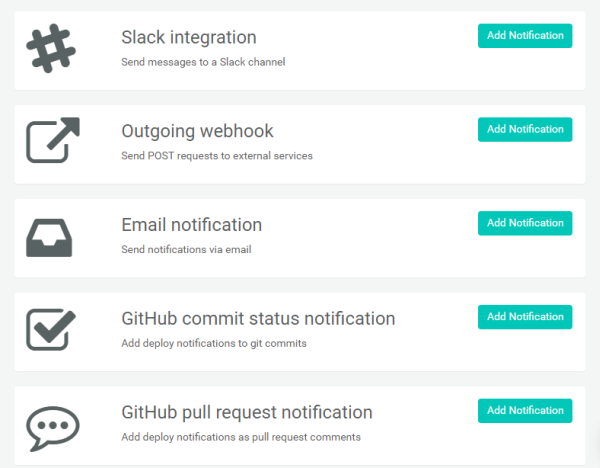 Slack integration
Add Notification
Send messages to a Slack channel
Outgoing webhook
Add Notification
Send POST requests to external services
Email notification
Add Notification
Send notifications via email
GitHub commit status notification
Add Notification
Add deploy notifications to git commits
GitHub pull request notification
Add Notification
Add deploy notifications as pull request comments